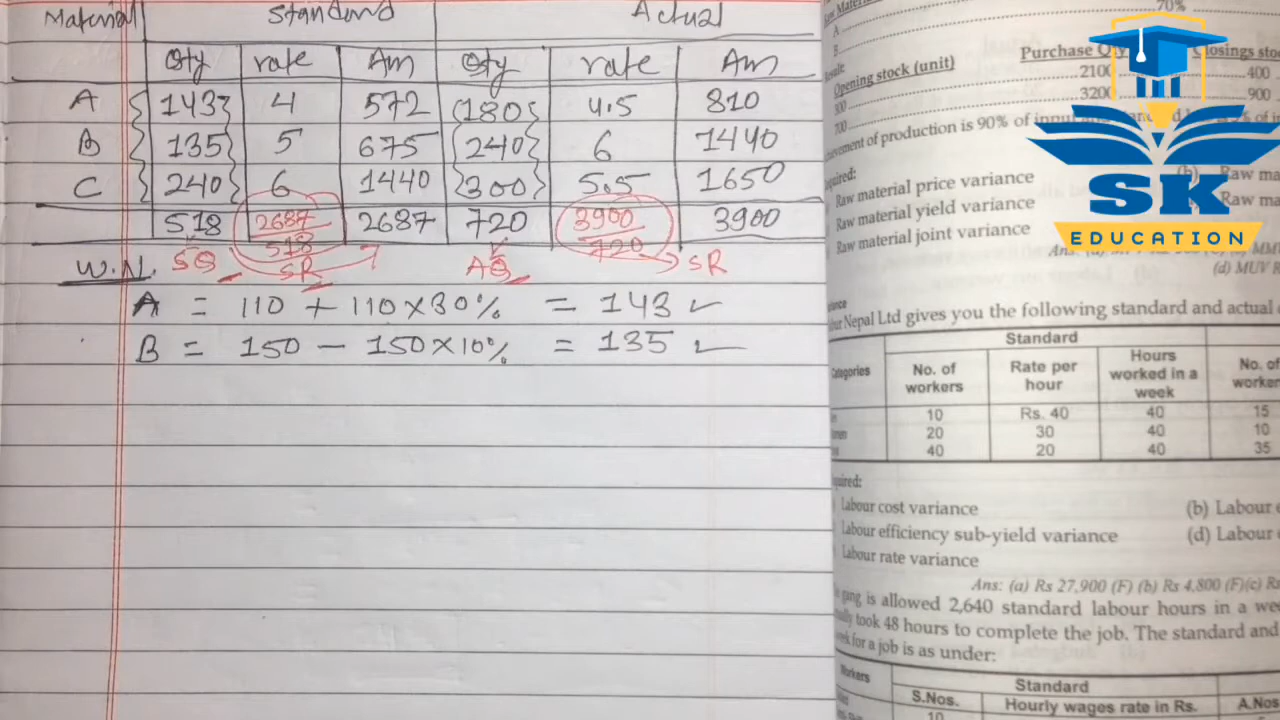 Material Standard Actual
Qty rate Am Qty rate Am
A 143 4 572 180 4.5 810
B 135 5 675 240 6 1440
C 240 6 1440 300 5.5 1650
518 2687/518 2687 720 3900/720 3900
W.N. SQ SR AQ SR
A = 110 + 110×30% = 143 ✓
B = 150 - 150×10% = 135 ✓
70%
A
B
Opening stock (unit) Purchase Qty Closings
2100 400
700 3200 900
of production is 90% of input
Raw material price variance (b) Raw
Raw material yield variance Raw
Raw material joint variance
(d) MUV
SK
EDUCATION
Nepal Ltd gives you the following standard and actual
Standard
No. of workers Rate per hour Hours worked in a week No. of
10 Rs. 40 40 15
20 30 40 10
40 20 40 35
Labour cost variance (b) Labour
Labour efficiency sub-yield variance (d) Labour
Labour rate variance
Ans: (a) Rs 27,900 (F) (b) Rs 4,800 (F)(c)
gang is allowed 2,640 standard labour hours in a
took 48 hours to complete the job. The standard and
for a job is as under:
Workers Standard
S.Nos. Hourly wages rate in Rs. A.Nos
10